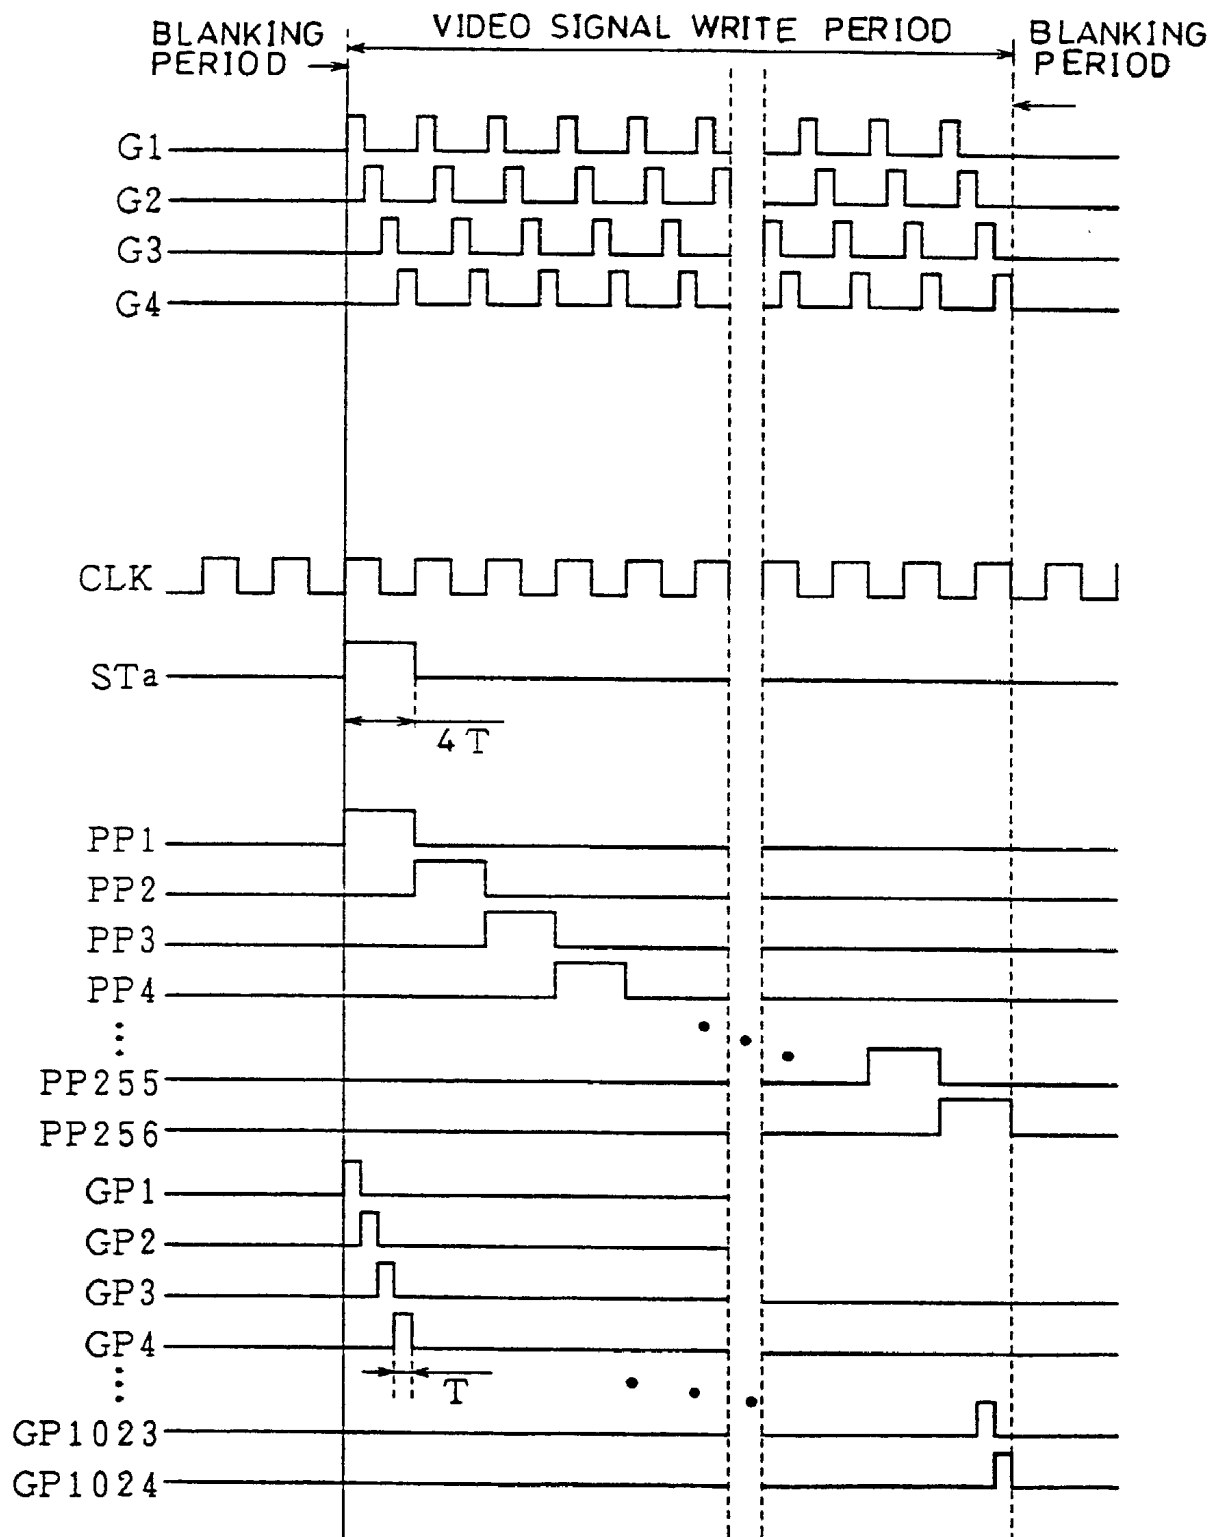 BLANKING PERIOD
VIDEO SIGNAL WRITE PERIOD
BLANKING PERIOD
G1
G2
G3
G4
CLK
STa
4T
PP1
PP2
PP3
PP4
PP255
PP256
GP1
GP2
GP3
GP4
T
GP1023
GP1024